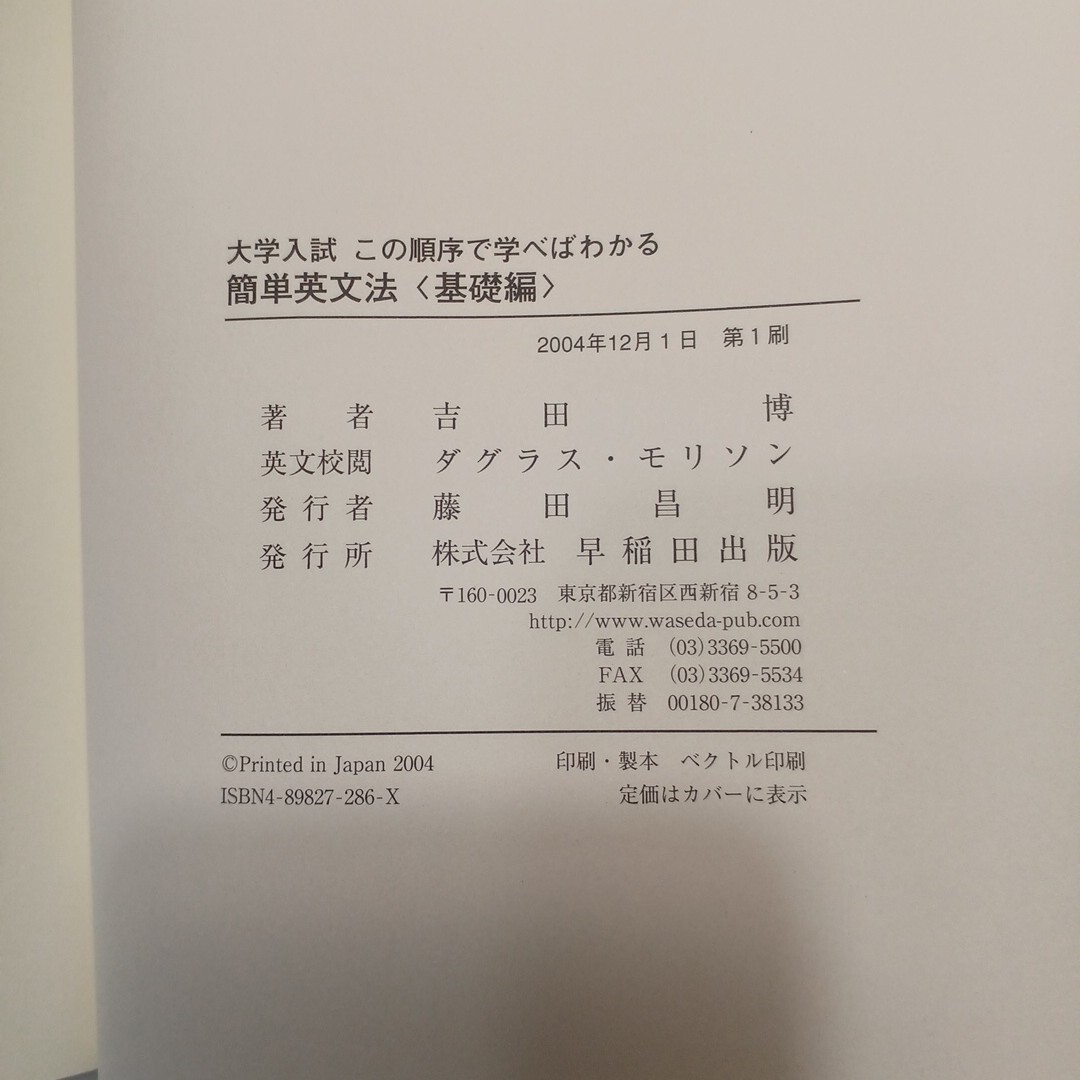 大学入試 この順序で学べばわかる
簡単英文法〈基礎編〉
2004年12月1日 第1刷
著者 吉田博
英文校閲 ダグラス・モリソン
発行者 藤田昌明
発行所 株式会社 早稲田出版
〒160-0023 東京都新宿区西新宿 8-5-3
http://www.waseda-pub.com
電話 (03)3369-5500
FAX (03)3369-5534
振替 00180-7-38133
©Printed in Japan 2004 印刷・製本 ベクトル印刷
ISBN4-89827-286-X 定価はカバーに表示